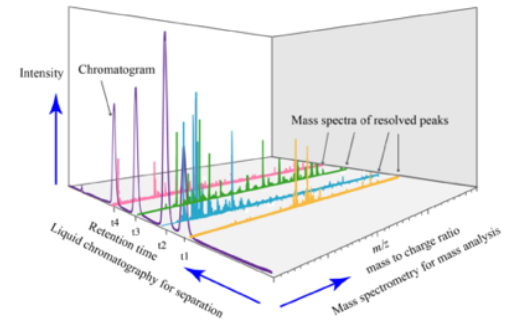 Intensity
Chromatogram
Mass spectra of resolved peaks
t4
t3
t2
t1
Retention time
Liquid chromatography for separation
m/z
mass to charge ratio
Mass spectrometry for mass analysis